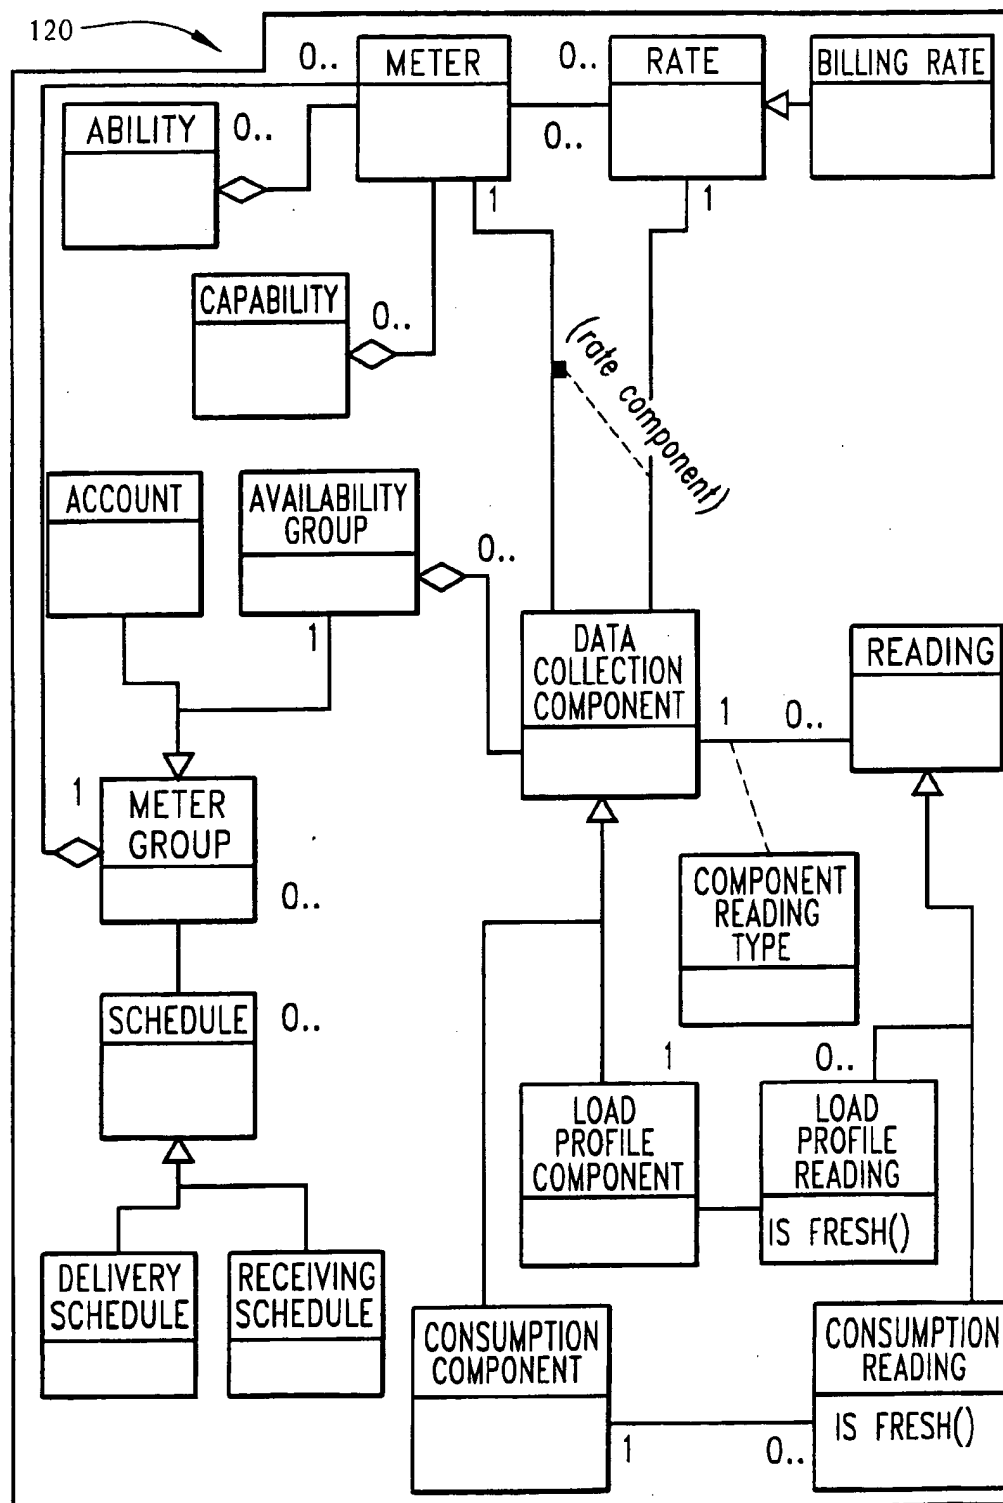 120
0.. METER 0.. RATE BILLING RATE
ABILITY 0.. 0..
1 1
CAPABILITY 0..
(rate component)
ACCOUNT AVAILABILITY
GROUP 0..
1
DATA
COLLECTION
COMPONENT
READING
1 0..
1
METER
GROUP
0..
COMPONENT
READING
TYPE
SCHEDULE 0..
1 0..
LOAD
PROFILE
COMPONENT
LOAD
PROFILE
READING
IS FRESH()
DELIVERY
SCHEDULE
RECEIVING
SCHEDULE
CONSUMPTION
COMPONENT
CONSUMPTION
READING
IS FRESH()
1 0..